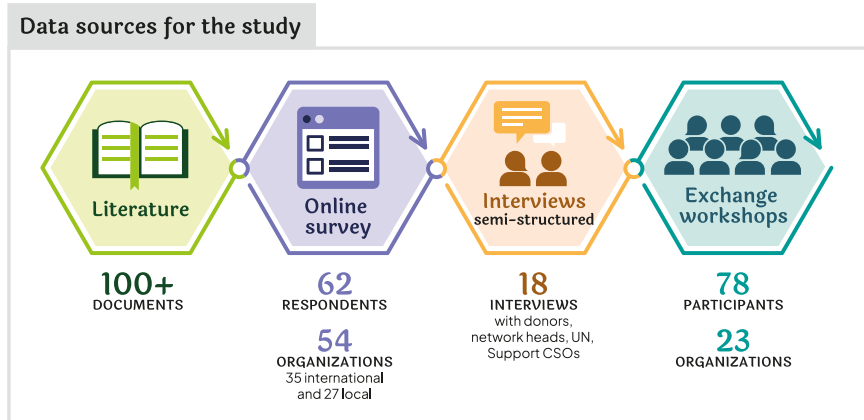 Data sources for the study
Literature
100+
DOCUMENTS
Online
survey
62
RESPONDENTS
54
ORGANIZATIONS
35 international
and 27 local
Interviews
semi-structured
18
INTERVIEWS
with donors,
network heads, UN,
Support CSOs
Exchange
workshops
78
PARTICIPANTS
23
ORGANIZATIONS